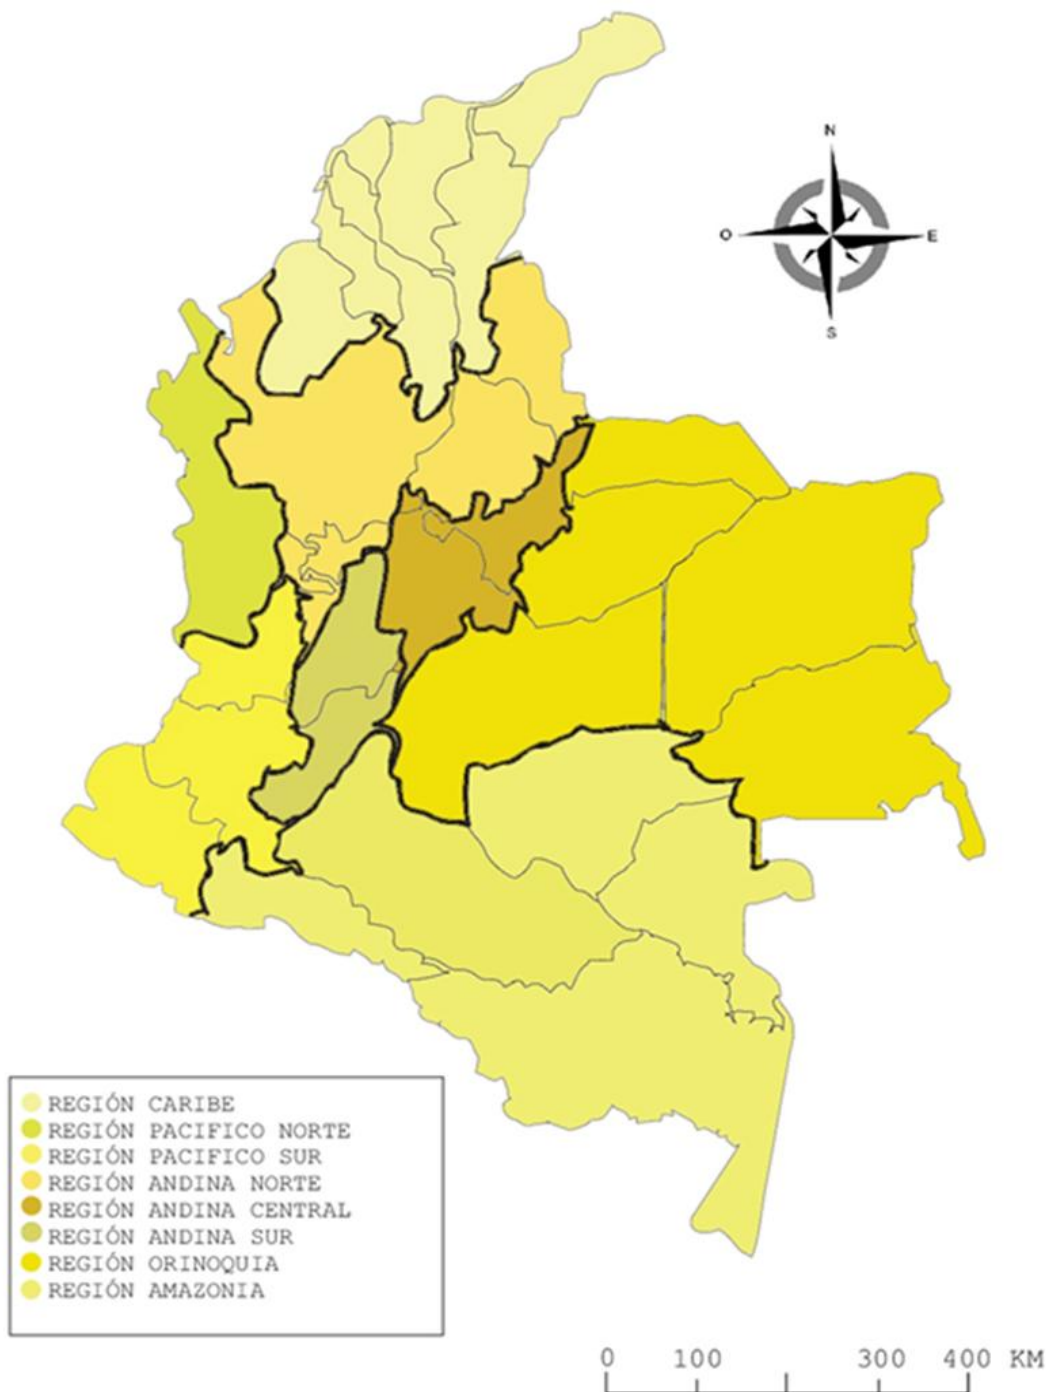 N
O
E
S
REGIÓN CARIBE
REGIÓN PACIFICO NORTE
REGIÓN PACIFICO SUR
REGIÓN ANDINA NORTE
REGIÓN ANDINA CENTRAL
REGIÓN ANDINA SUR
REGIÓN ORINOQUIA
REGIÓN AMAZONIA
0 100 300 400 KM